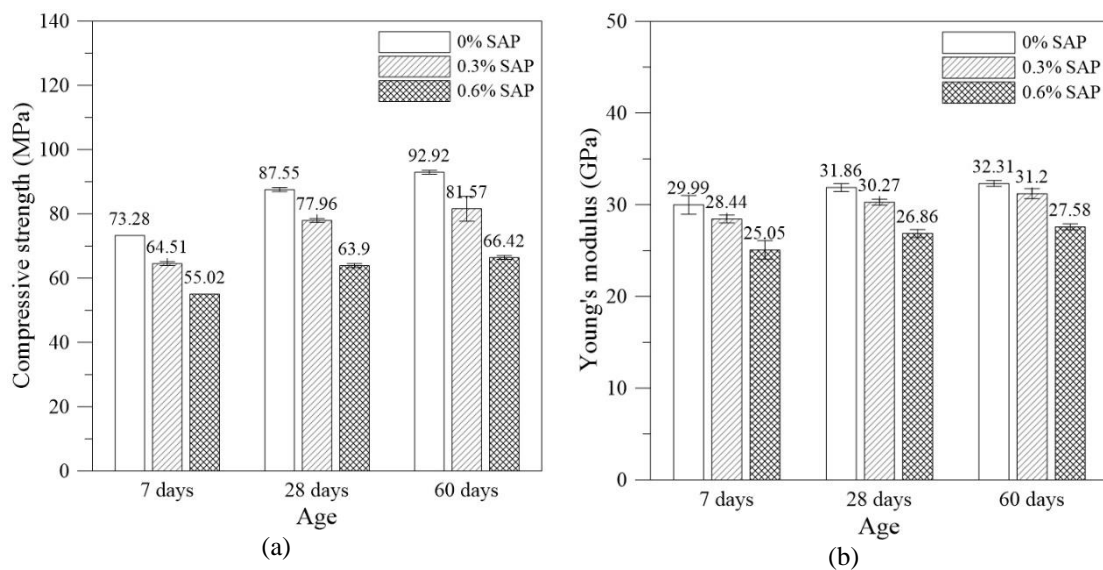 140
120
100
80
60
40
20
0
Compressive strength (MPa)
0% SAP
0.3% SAP
0.6% SAP
73.28
64.51
55.02
87.55
77.96
63.9
92.92
81.57
66.42
7 days
28 days
60 days
Age
(a)
50
40
30
20
10
0
Young's modulus (GPa)
0% SAP
0.3% SAP
0.6% SAP
29.99
28.44
25.05
31.86
30.27
26.86
32.31
31.2
27.58
7 days
28 days
60 days
Age
(b)